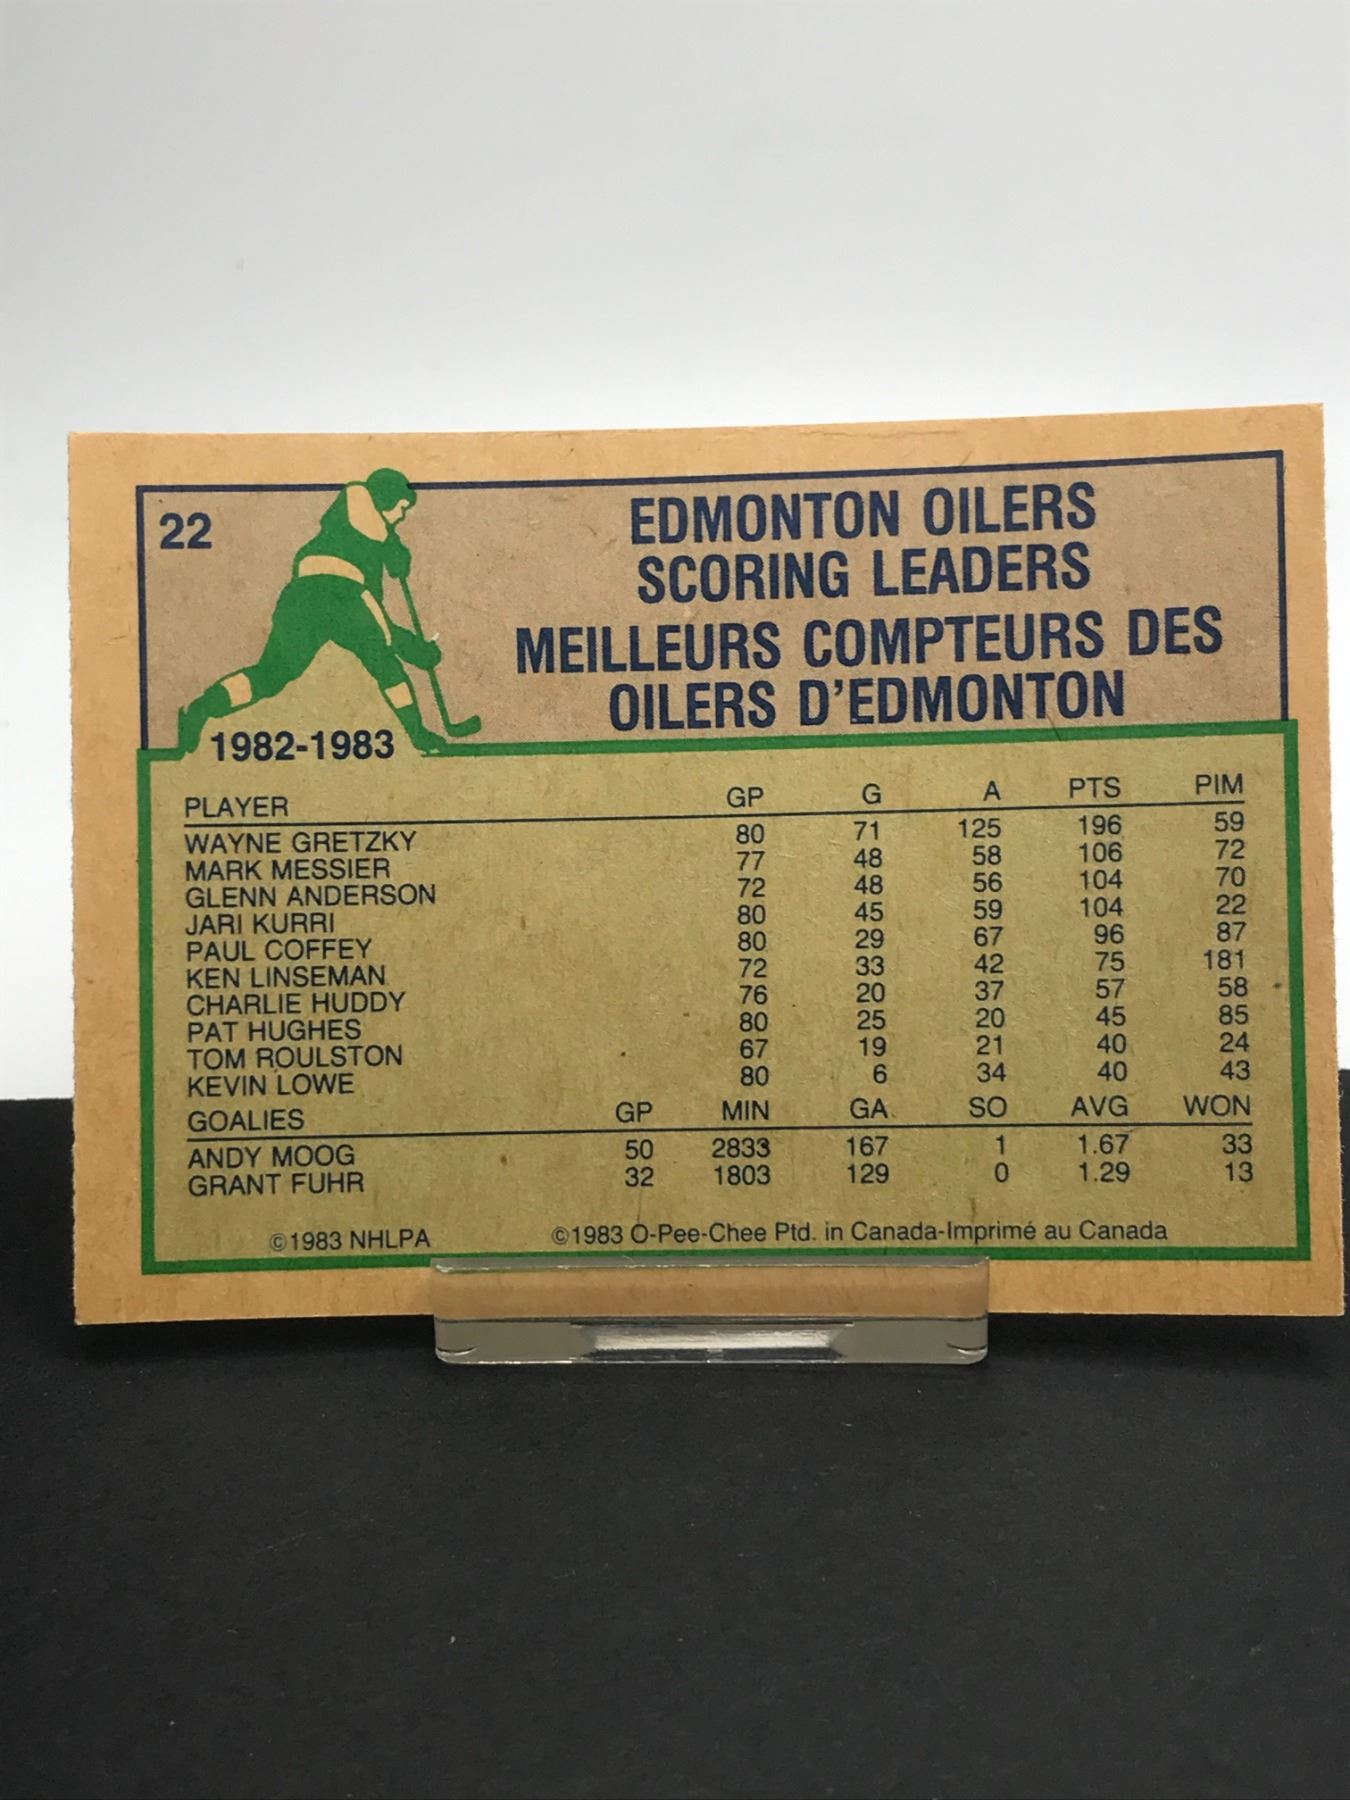 22
EDMONTON OILERS
SCORING LEADERS
MEILLEURS COMPTEURS DES
OILERS D'EDMONTON
1982-1983
PLAYER GP G A PTS PIM
WAYNE GRETZKY 80 71 125 196 59
MARK MESSIER 77 48 58 106 72
GLENN ANDERSON 72 48 56 104 70
JARI KURRI 80 45 59 104 22
PAUL COFFEY 80 29 67 96 87
KEN LINSEMAN 72 33 42 75 181
CHARLIE HUDDY 76 20 37 57 58
PAT HUGHES 80 25 20 45 85
TOM ROULSTON 67 19 21 40 24
KEVIN LOWE 80 6 34 40 43
GOALIES GP MIN GA SO AVG WON
ANDY MOOG 50 2833 167 1 1.67 33
GRANT FUHR 32 1803 129 0 1.29 13
©1983 NHLPA ©1983 O-Pee-Chee Ptd. in Canada-Imprimé au Canada